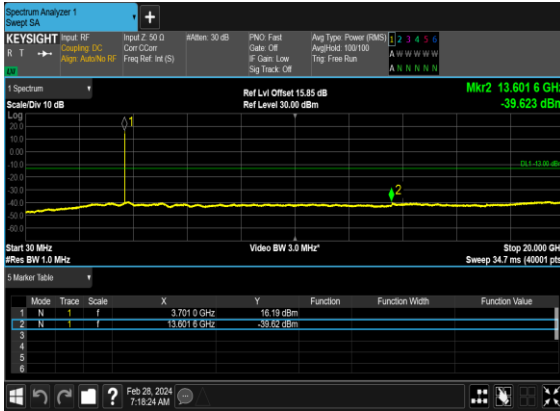 Spectrum Analyzer 1
Swept SA
+
KEYSIGHT Input: RF Input Z: 50 Ω #Atten: 30 dB PNO: Fast Avg Type: Power (RMS) 1 2 3 4 5 6
R T Coupling: DC Corr CCorr Gate: Off Avg|Hold: 100/100 A W W W W W
Align: Auto/No RF Freq Ref: Int (S) IF Gain: Low Trig: Free Run
Sig Track: Off A N N N N N
1 Spectrum
Scale/Div 10 dB
Ref Lvl Offset 15.85 dB
Ref Level 30.00 dBm
Mkr2 13.601 6 GHz
-39.623 dBm
Log
20.0
10.0
0.00
-10.0
-20.0
-30.0
-40.0
-50.0
-60.0
1
2
DL1 -13.00 dBm
Start 30 MHz Video BW 3.0 MHz* Stop 20.000 GHz
#Res BW 1.0 MHz Sweep 34.7 ms (40001 pts)
5 Marker Table
Mode Trace Scale X Y Function Function Width Function Value
1 N 1 f 3.701 0 GHz 16.19 dBm
2 N 1 f 13.601 6 GHz -39.62 dBm
3
4
5
6
? Feb 28, 2024
7:18:24 AM